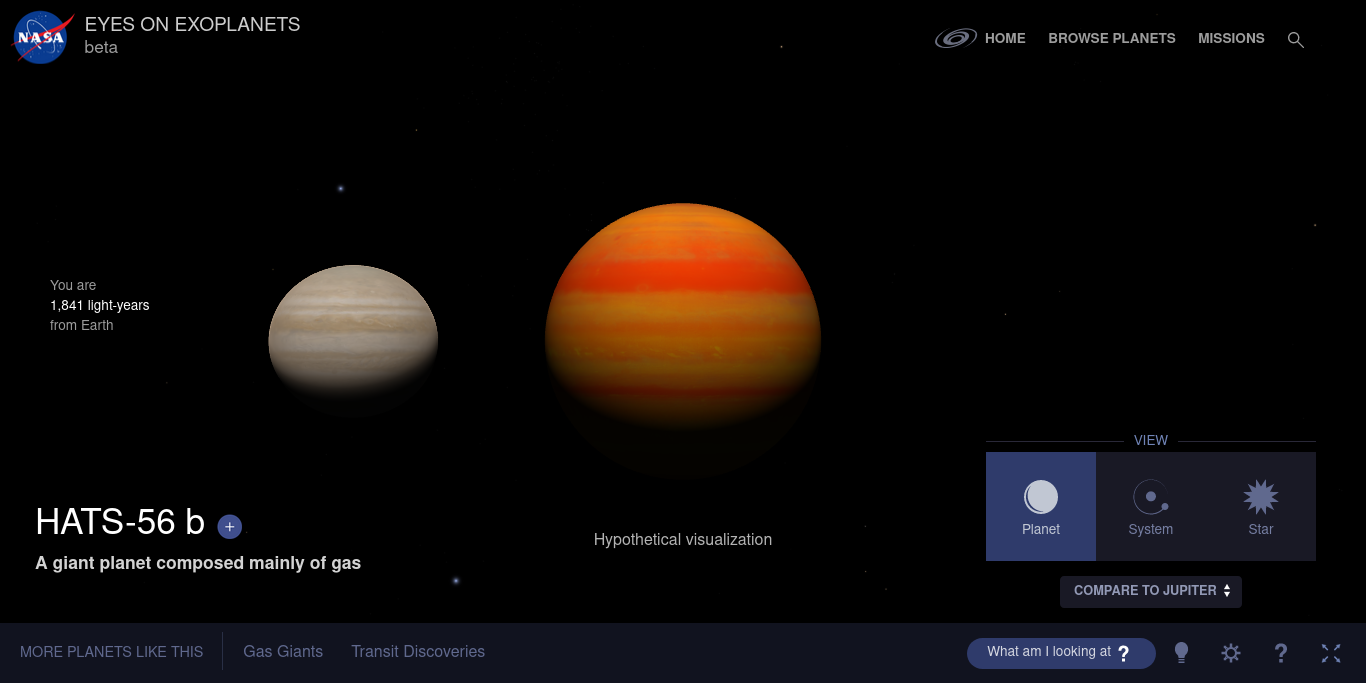 NASA
EYES ON EXOPLANETS
beta
HOME
BROWSE PLANETS
MISSIONS
You are
1,841 light-years
from Earth
HATS-56 b
A giant planet composed mainly of gas
Hypothetical visualization
VIEW
Planet
System
Star
COMPARE TO JUPITER
MORE PLANETS LIKE THIS
Gas Giants
Transit Discoveries
What am I looking at ?
?